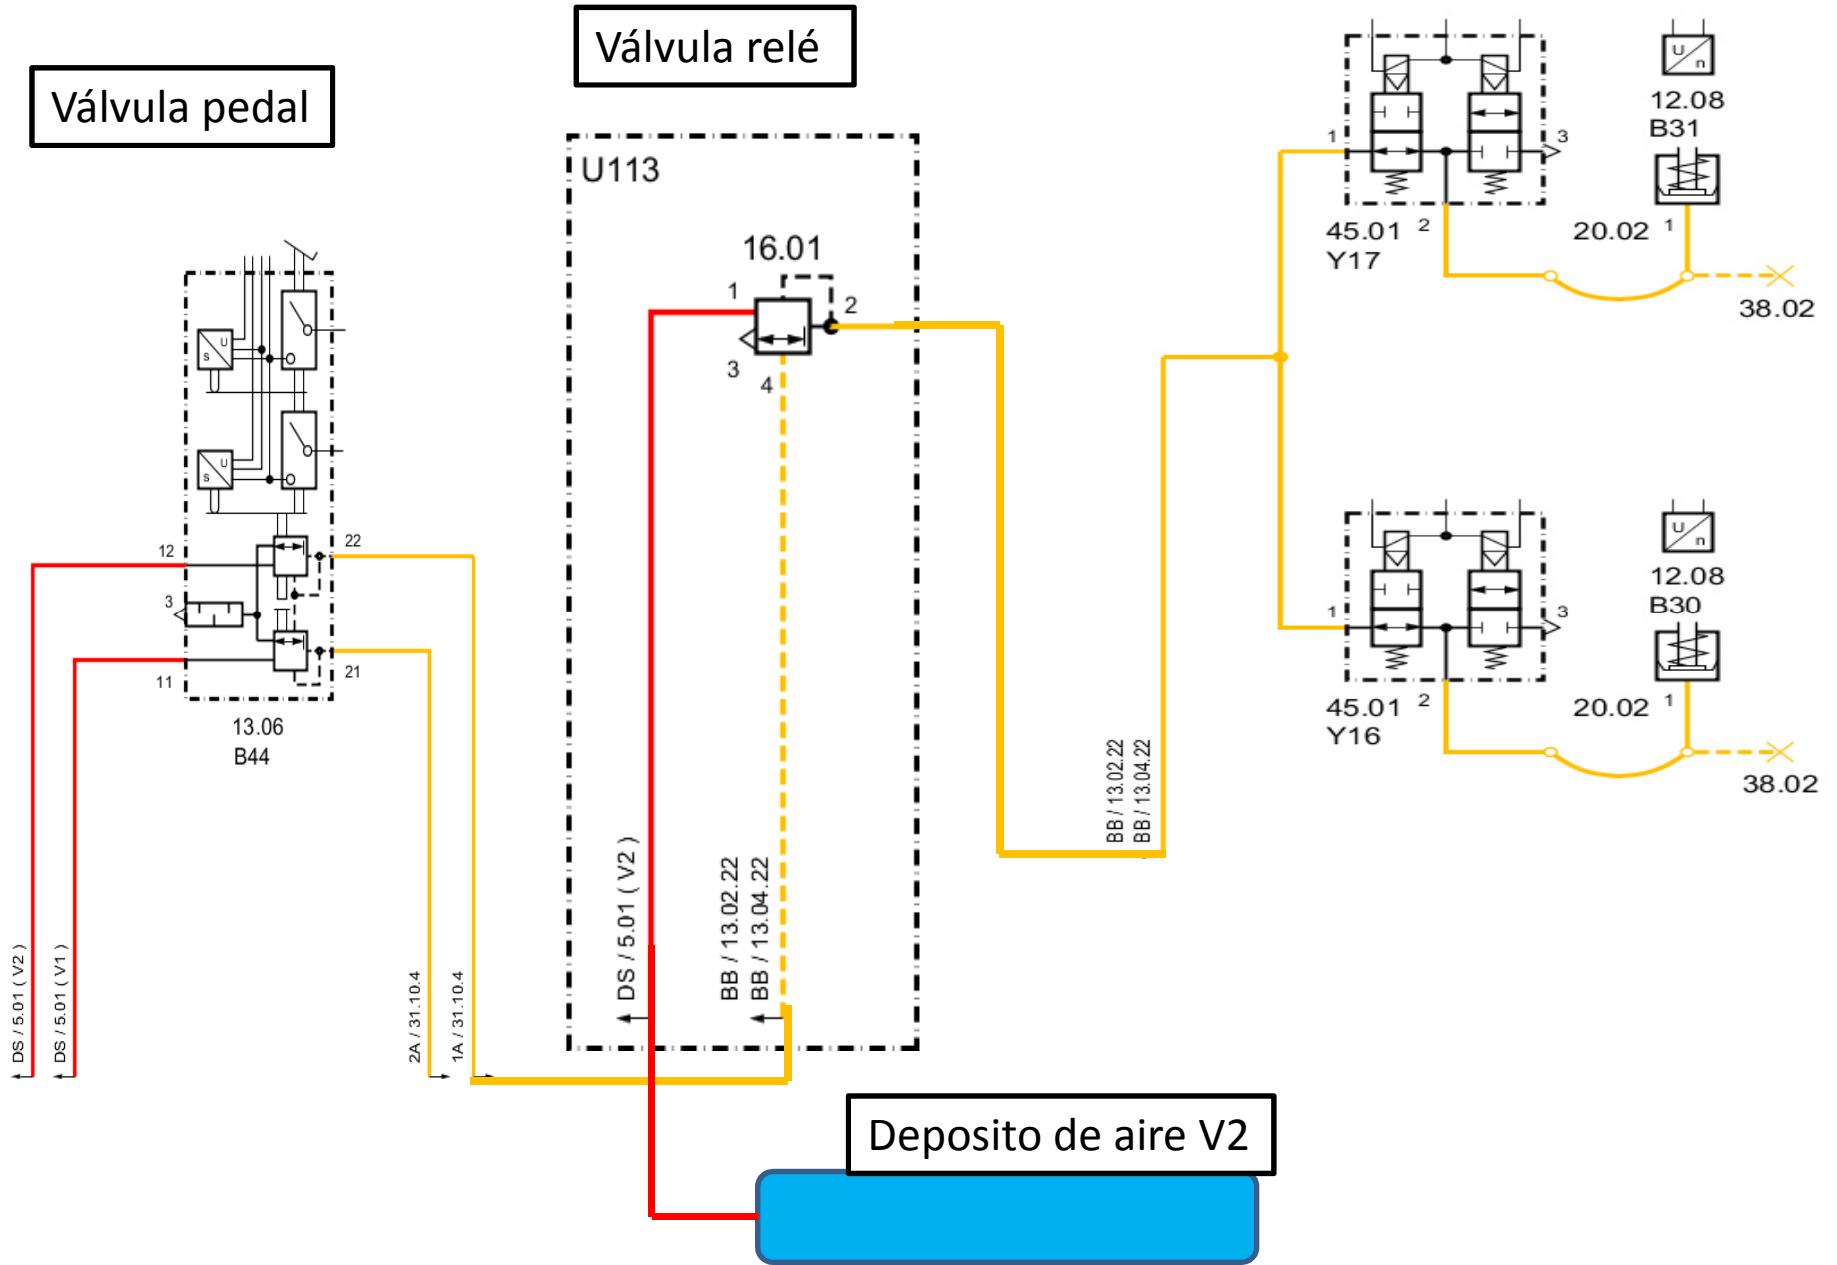 Válvula pedal
Válvula relé
U113
16.01
1
2
3
4
DS / 5.01 ( V2 )
BB / 13.02.22
BB / 13.04.22
U
S
U
S
12
22
3
11
21
13.06
B44
DS / 5.01 ( V2 )
DS / 5.01 ( V1 )
2A / 31.10.4
1A / 31.10.4
BB / 13.02.22
BB / 13.04.22
1
3
45.01
2
Y17
U
n
12.08
B31
20.02
1
38.02
1
3
45.01
2
Y16
U
n
12.08
B30
20.02
1
38.02
Deposito de aire V2